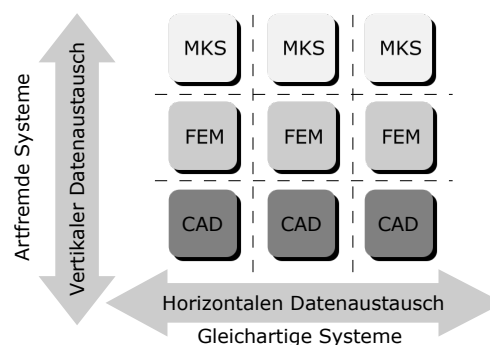 Artfremde Systeme
Vertikaler Datenaustausch
MKS MKS MKS
FEM FEM FEM
CAD CAD CAD
Horizontalen Datenaustausch
Gleichartige Systeme